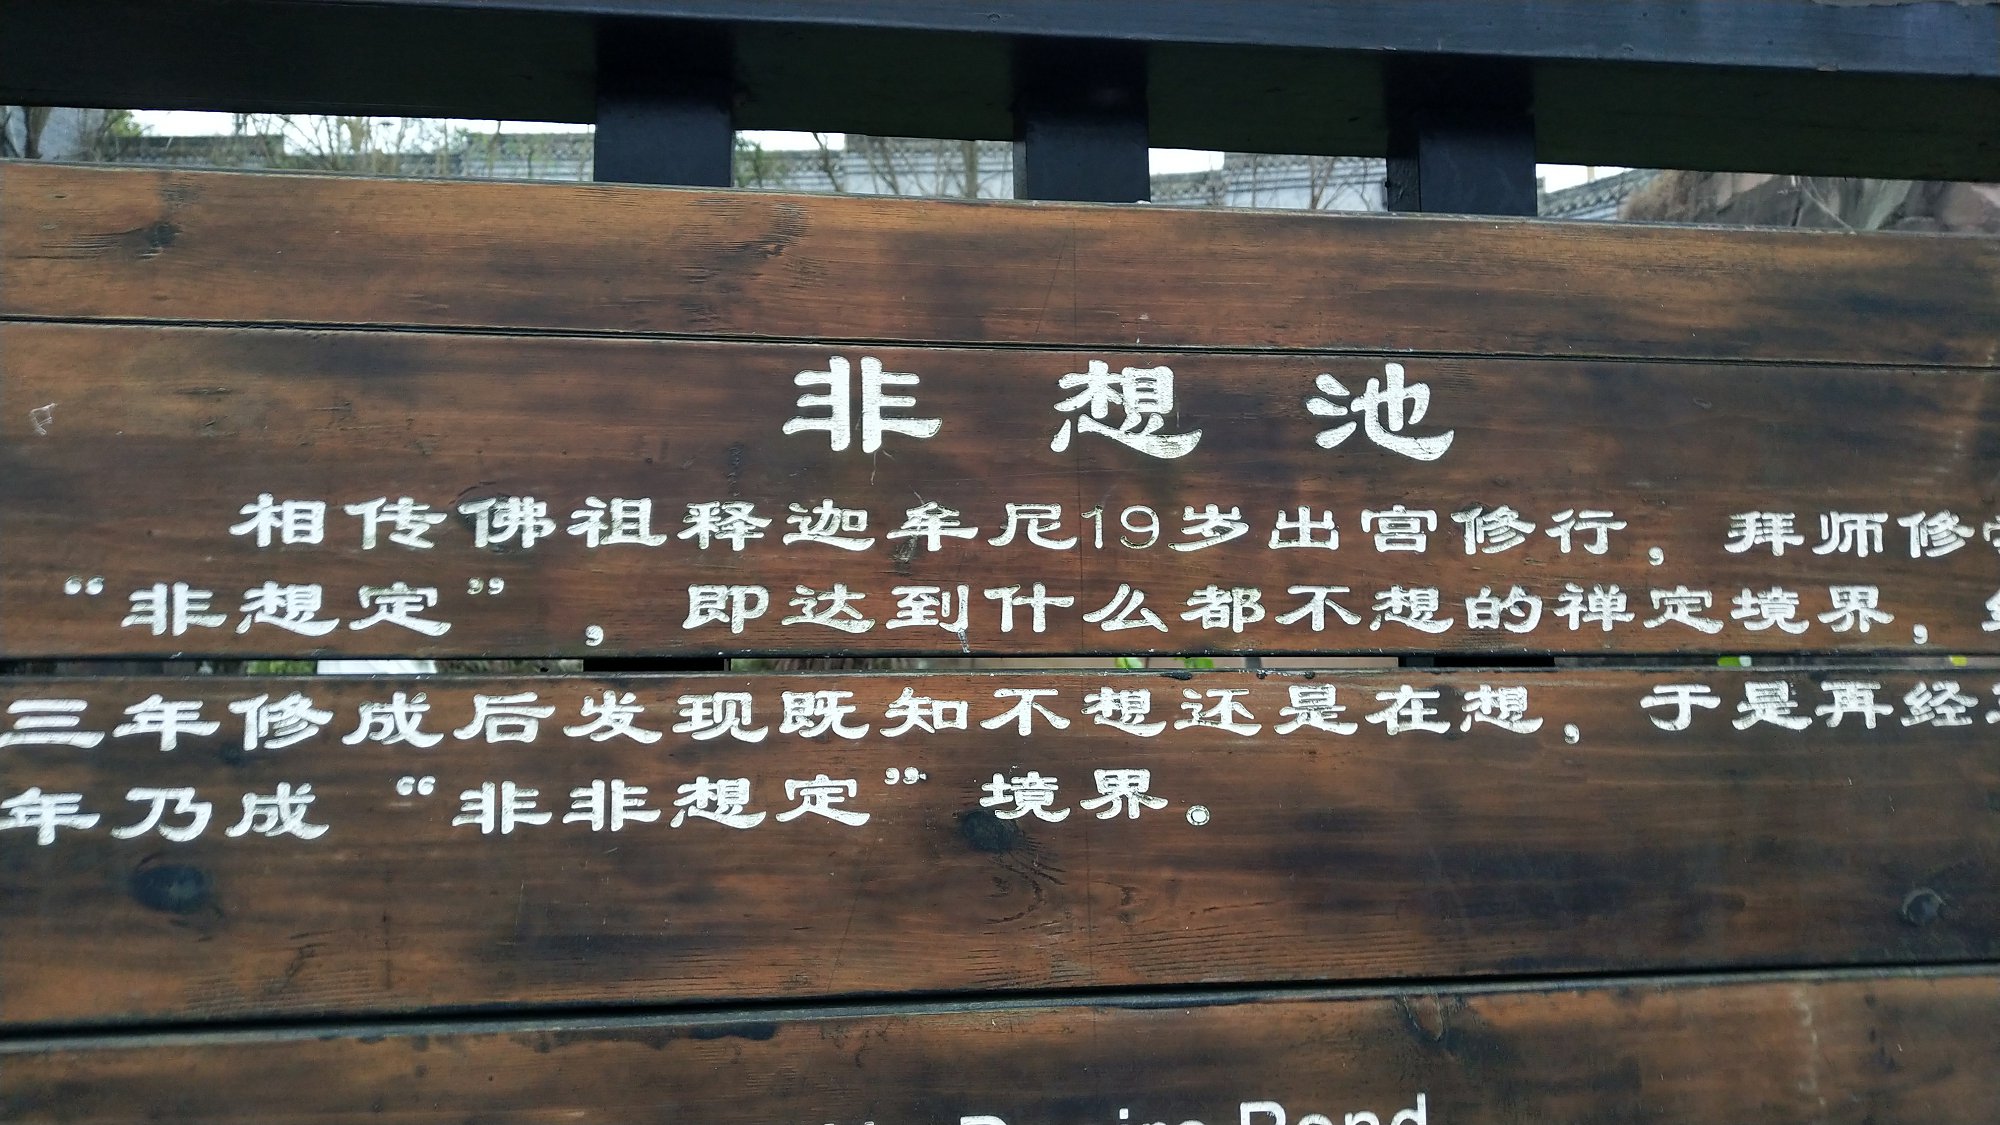 非想池
相传佛祖释迦牟尼19岁出宫修行，拜师修
“非想定”，即达到什么都不想的禅定境界，
三年修成后发现既知不想还是在想，于是再经
年乃成“非非想定”境界。
Pond